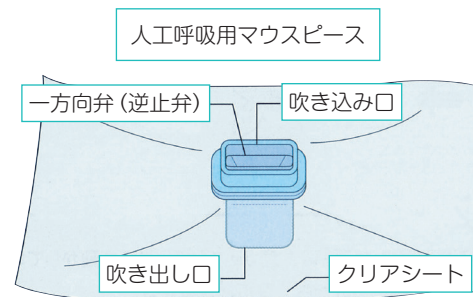 人工呼吸用マウスピース
一方向弁（逆止弁）
吹き込み口
吹き出し口
クリアシート